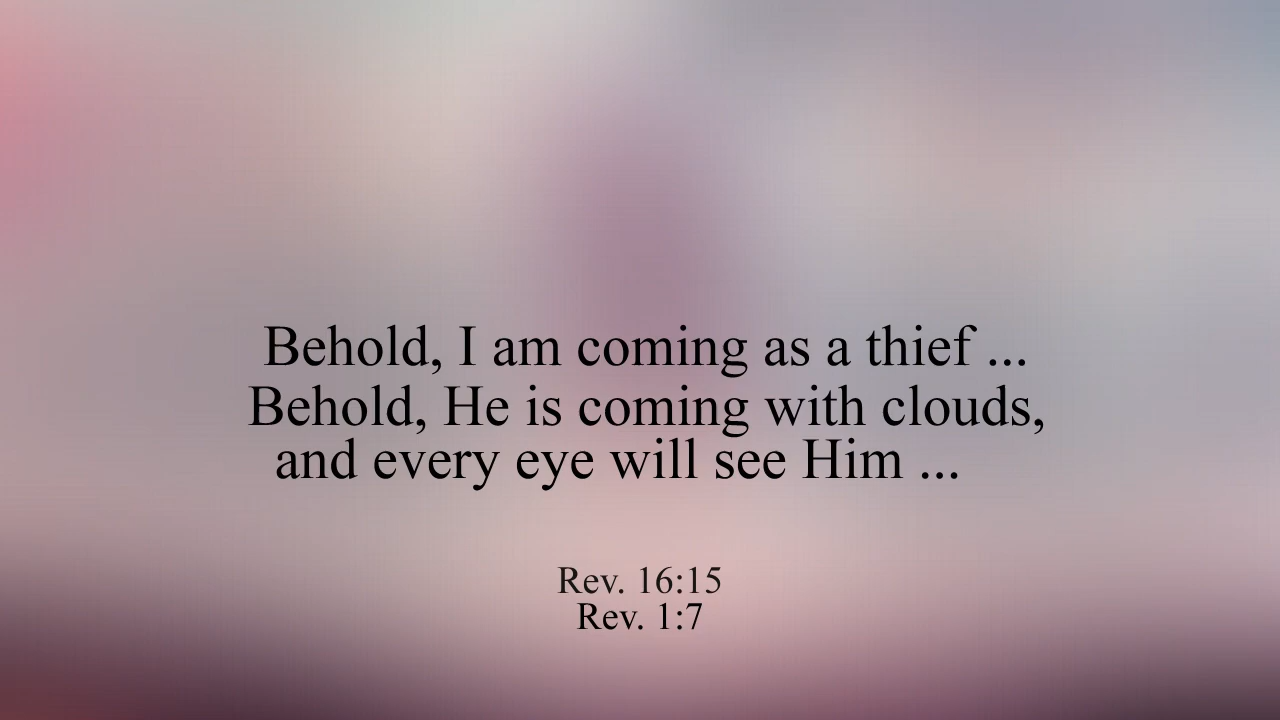 Behold, I am coming as a thief ...
Behold, He is coming with clouds,
and every eye will see Him ...
Rev. 16:15
Rev. 1:7